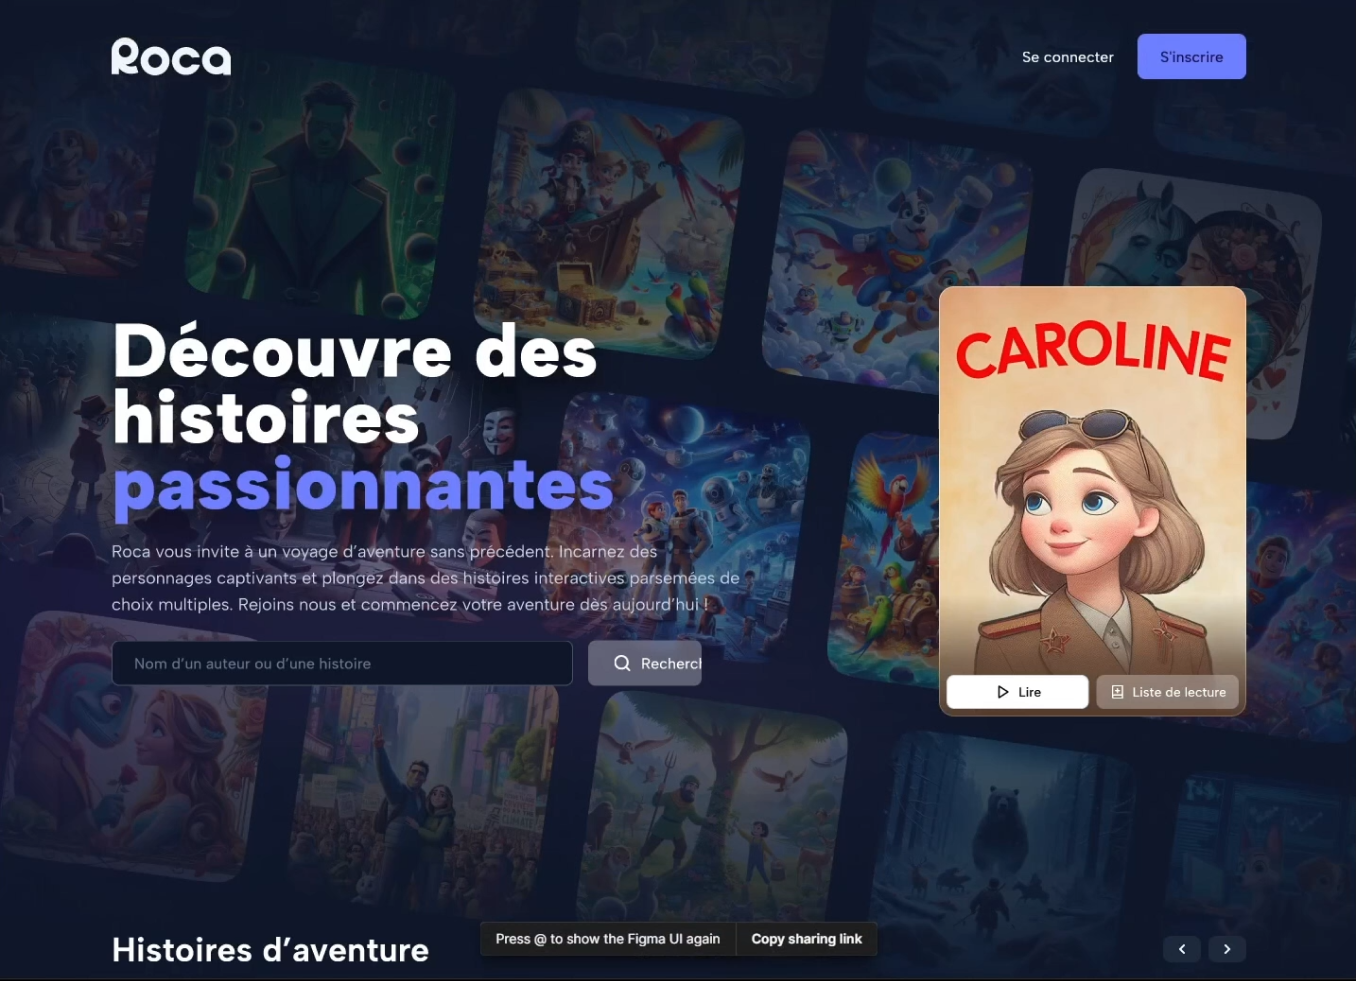 Roca
Se connecter
S'inscrire
Découvre des
histoires
passionnantes
Roca vous invite à un voyage d’aventure sans précédent. Incarnez des
personnages captivants et plongez dans des histoires interactives parsemées de
choix multiples. Rejoins nous et commencez votre aventure dès aujourd’hui !
Nom d’un auteur ou d’une histoire
Recherch
CAROLINE
Lire
Liste de lecture
Histoires d’aventure
Press @ to show the Figma UI again
Copy sharing link